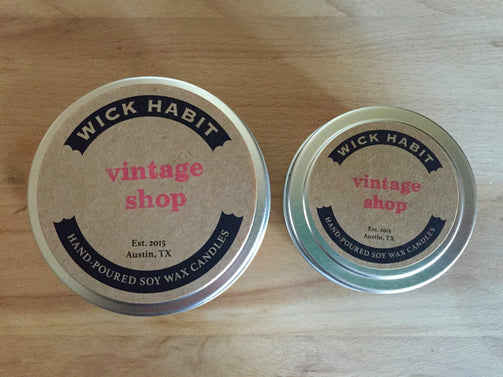 WICK HABIT
vintage
shop
Est. 2015
Austin, TX
HAND-POURED SOY WAX CANDLES
WICK HABIT
vintage
shop
Est. 2015
Austin, TX
HAND-POURED SOY WAX CANDLES